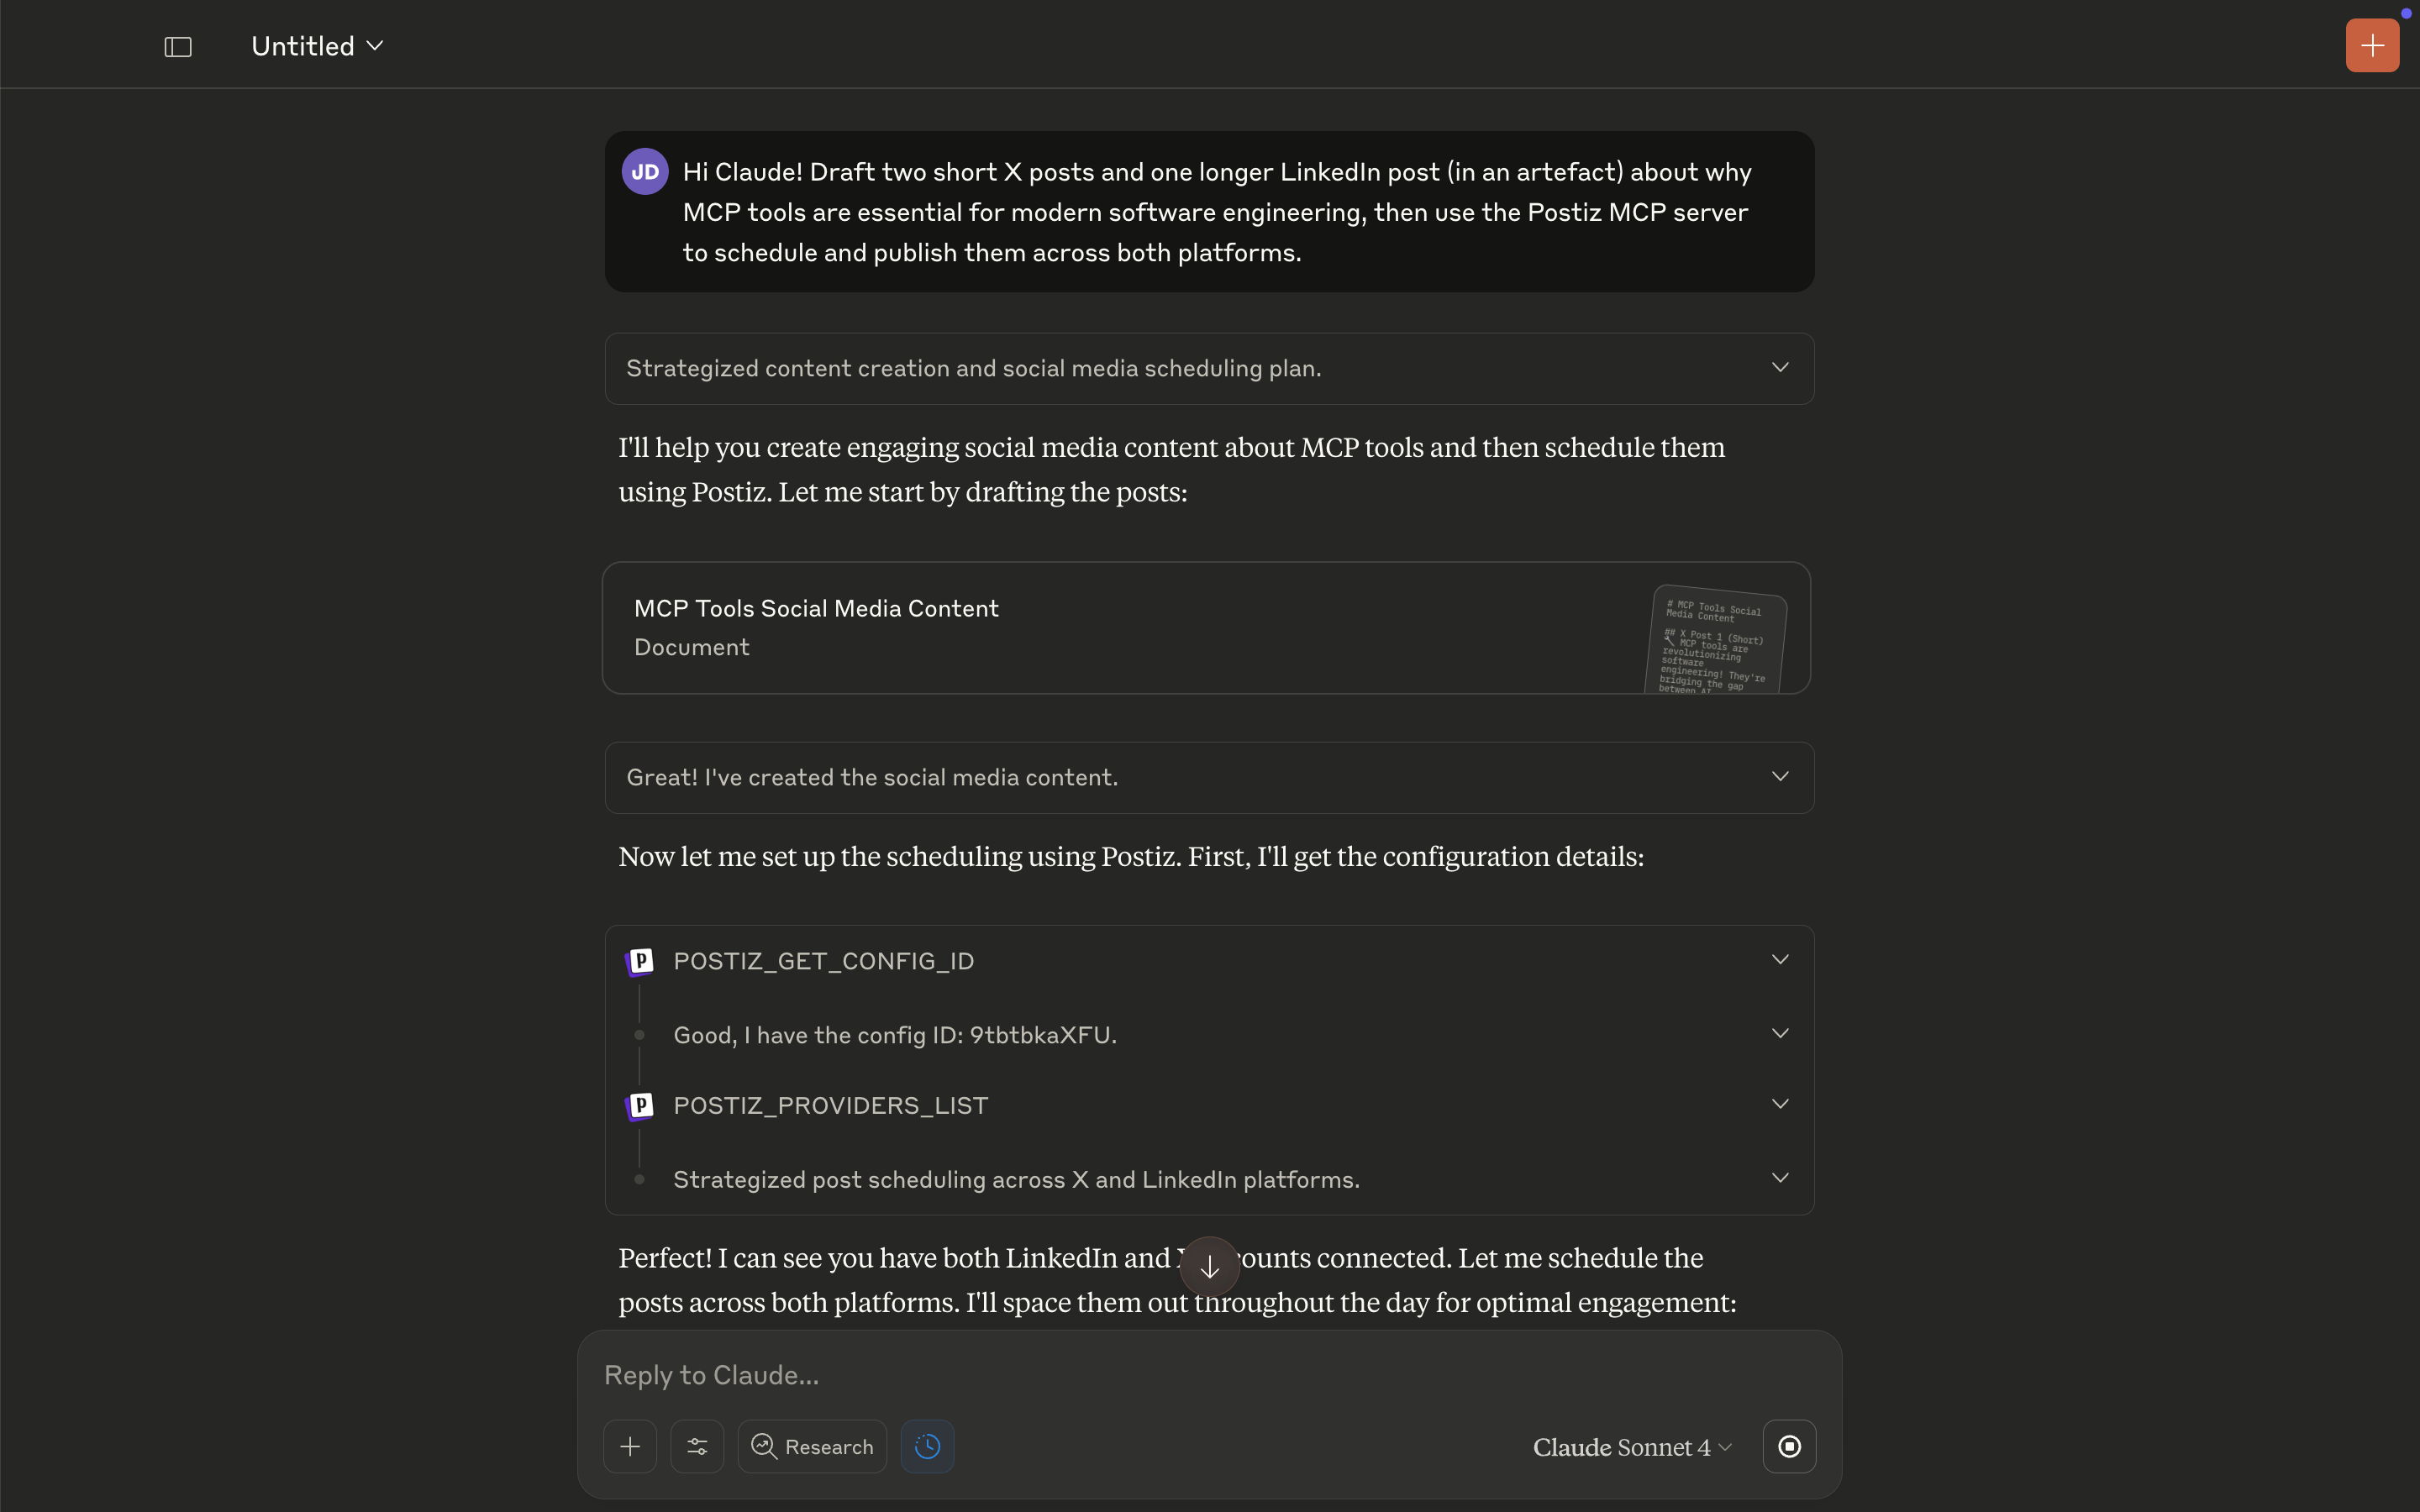 Untitled
JD
Hi Claude! Draft two short X posts and one longer LinkedIn post (in an artefact) about why
MCP tools are essential for modern software engineering, then use the Postiz MCP server
to schedule and publish them across both platforms.
Strategized content creation and social media scheduling plan.
I'll help you create engaging social media content about MCP tools and then schedule them
using Postiz. Let me start by drafting the posts:
MCP Tools Social Media Content
Document
# MCP Tools Social
Media Content
## X Post 1 (Short)
MCP tools are
revolutionizing
software
engineering! They're
bridging the gap
between AI
Great! I've created the social media content.
Now let me set up the scheduling using Postiz. First, I'll get the configuration details:
P POSTIZ_GET_CONFIG_ID
Good, I have the config ID: 9tbtbkaXFU.
P POSTIZ_PROVIDERS_LIST
Strategized post scheduling across X and LinkedIn platforms.
Perfect! I can see you have both LinkedIn and connected. Let me schedule the
posts across both platforms. I'll space them out throughout the day for optimal engagement:
Reply to Claude...
Research
Claude Sonnet 4